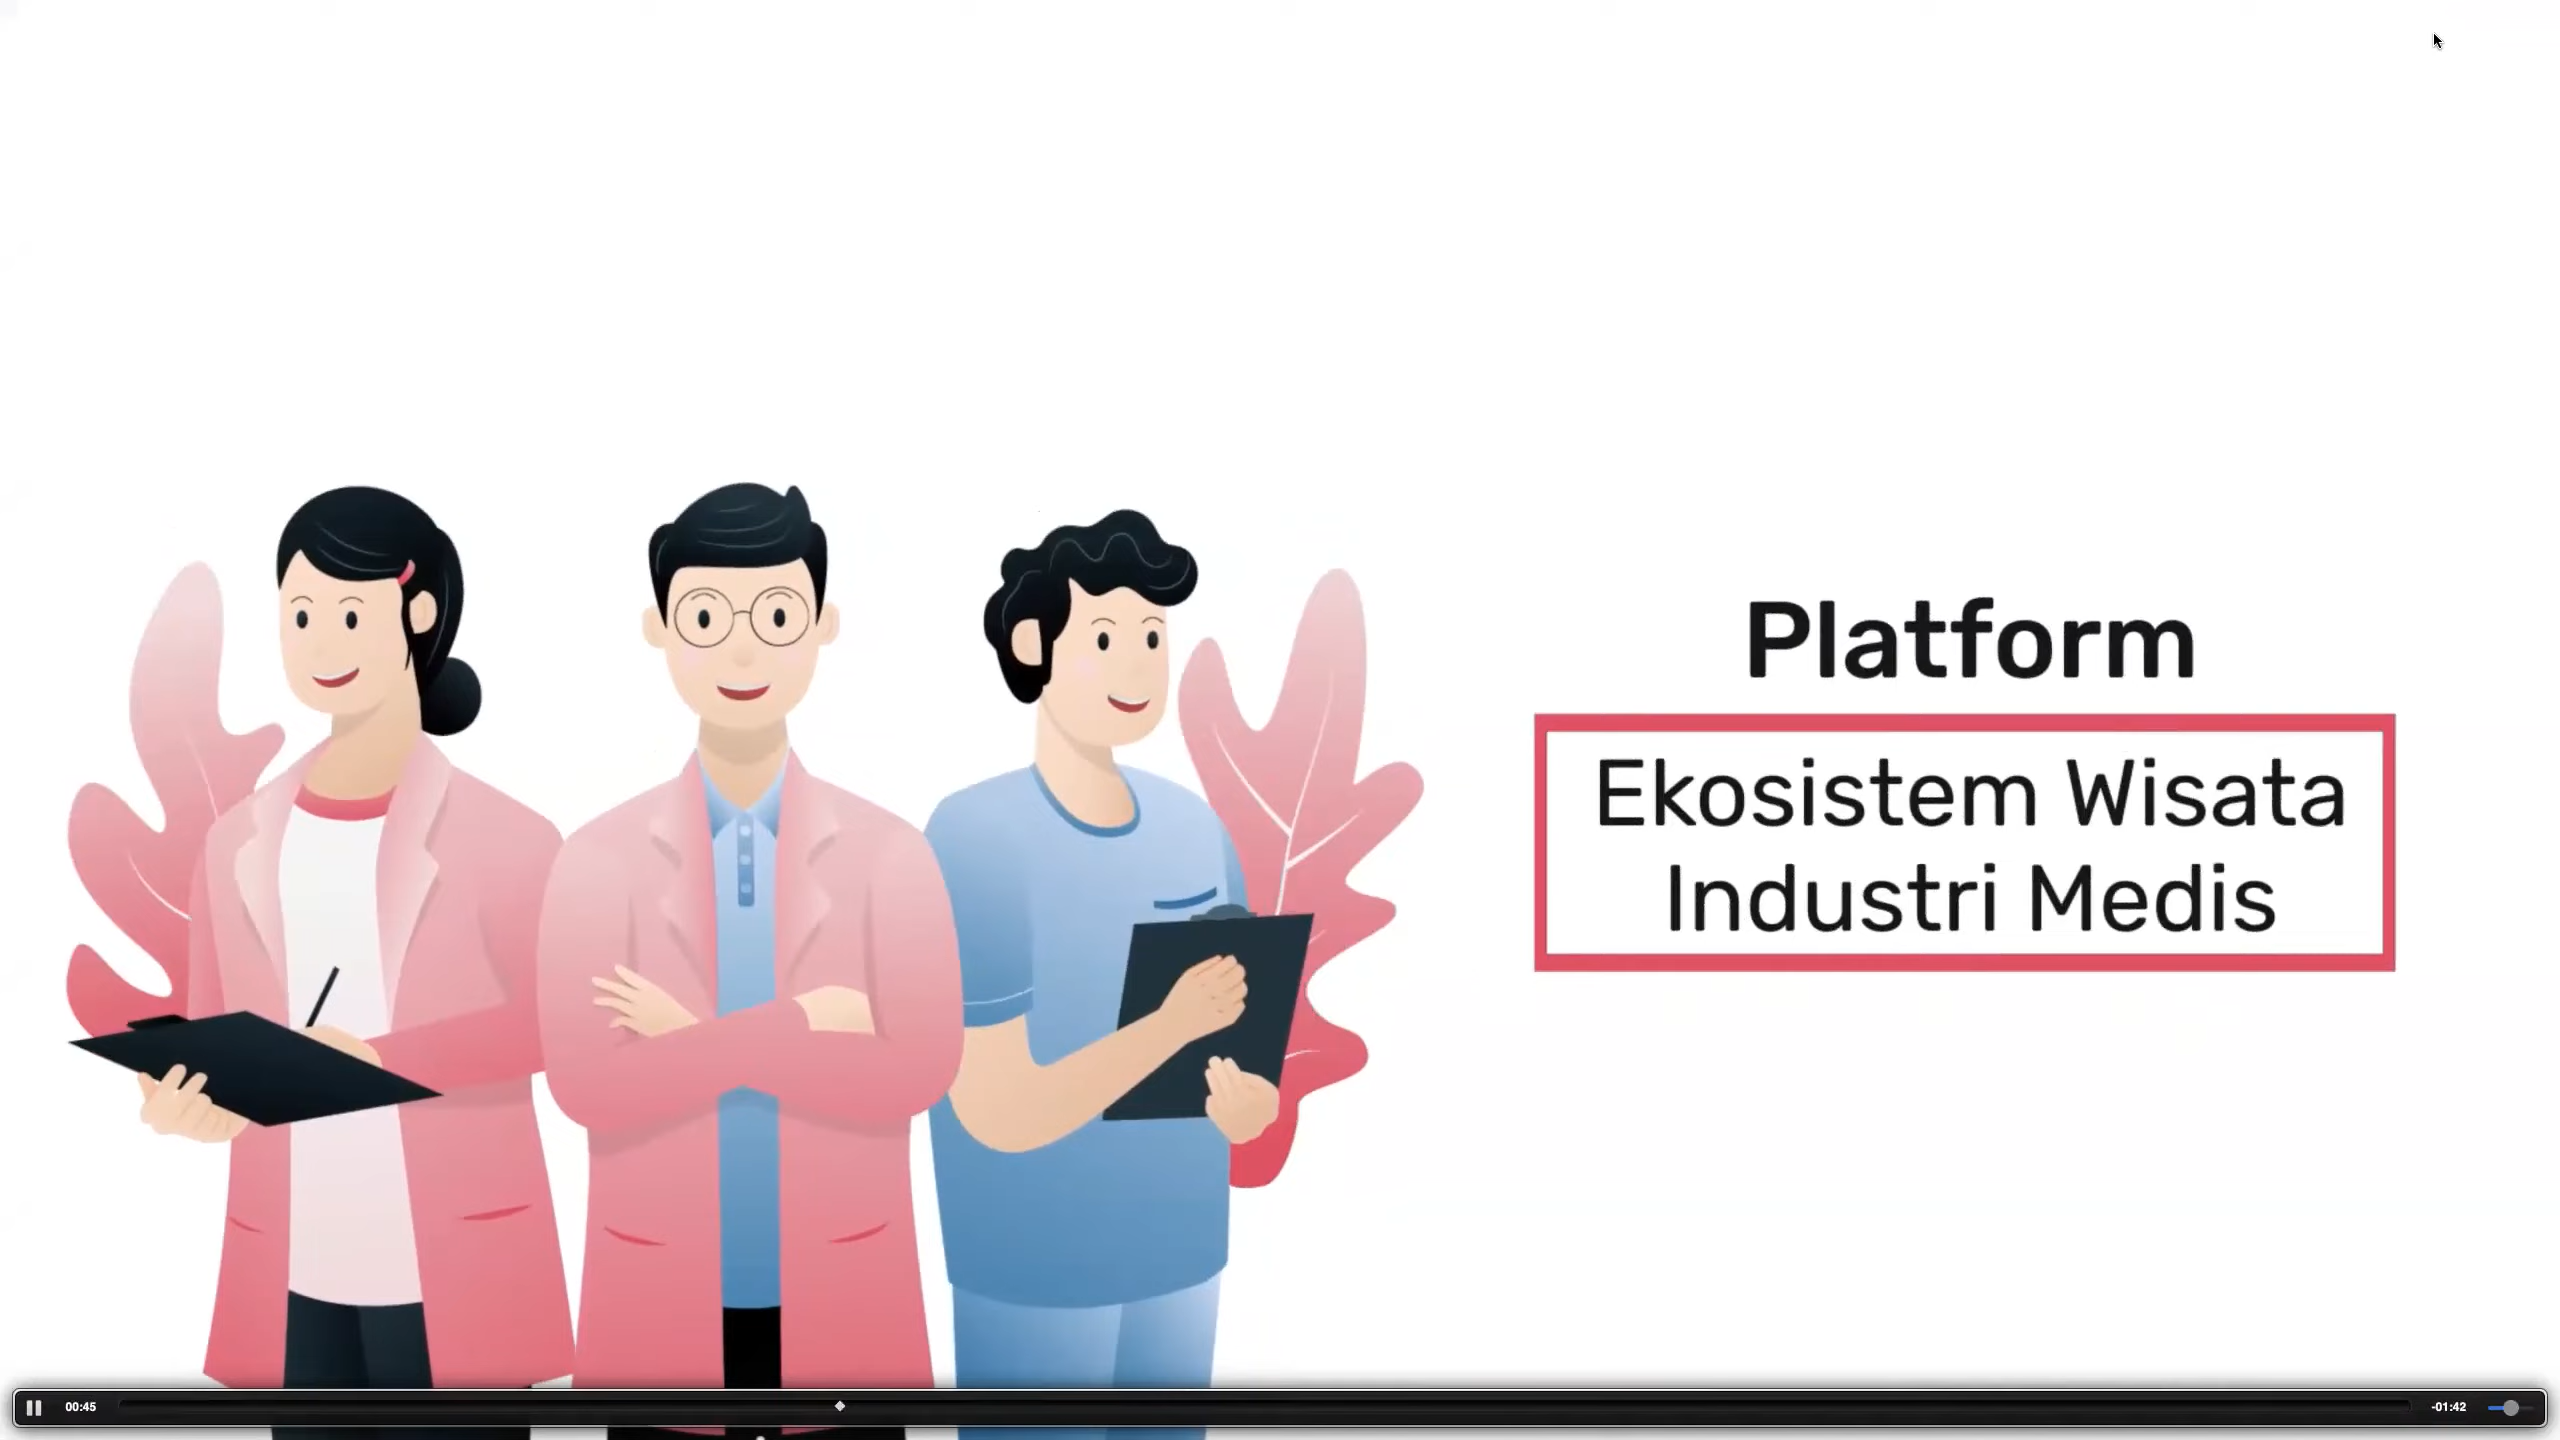 Platform
Ekosistem Wisata
Industri Medis
00:45
-01:42